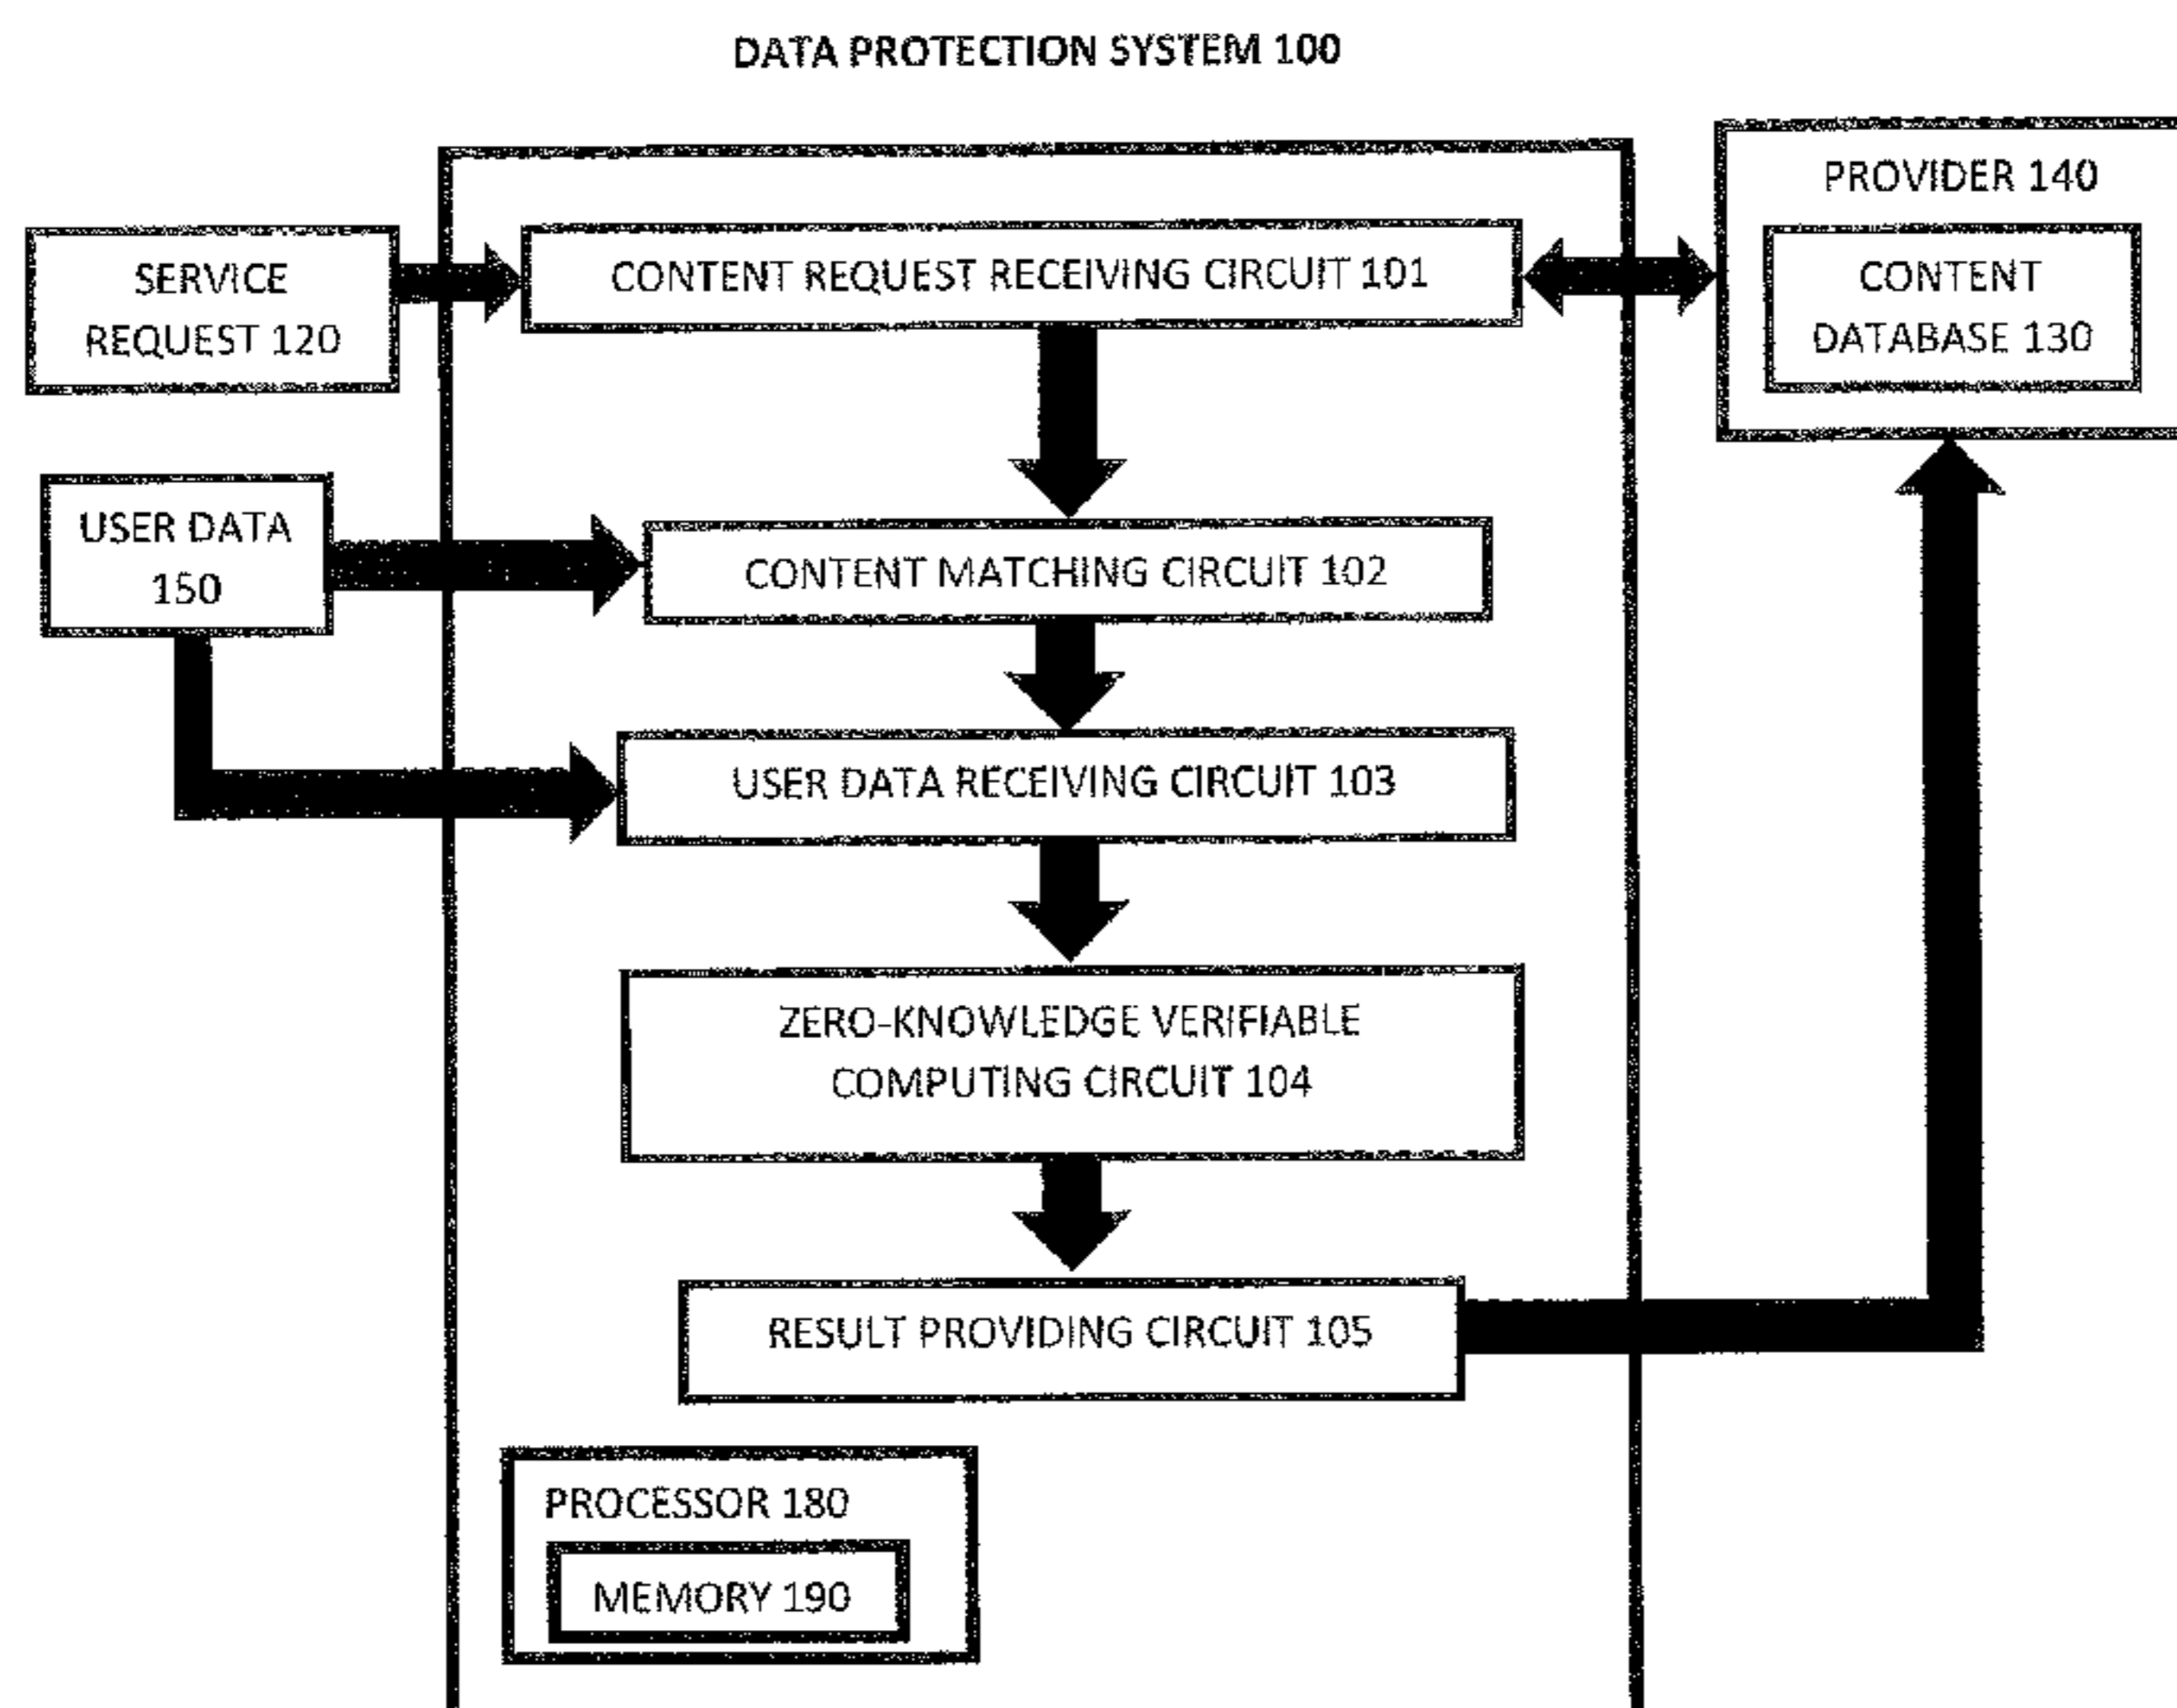 DATA PROTECTION SYSTEM 100
PROVIDER 140
CONTENT
DATABASE 130
SERVICE
REQUEST 120
CONTENT REQUEST RECEIVING CIRCUIT 101
USER DATA
150
CONTENT MATCHING CIRCUIT 102
USER DATA RECEIVING CIRCUIT 103
ZERO-KNOWLEDGE VERIFIABLE
COMPUTING CIRCUIT 104
RESULT PROVIDING CIRCUIT 105
PROCESSOR 180
MEMORY 190